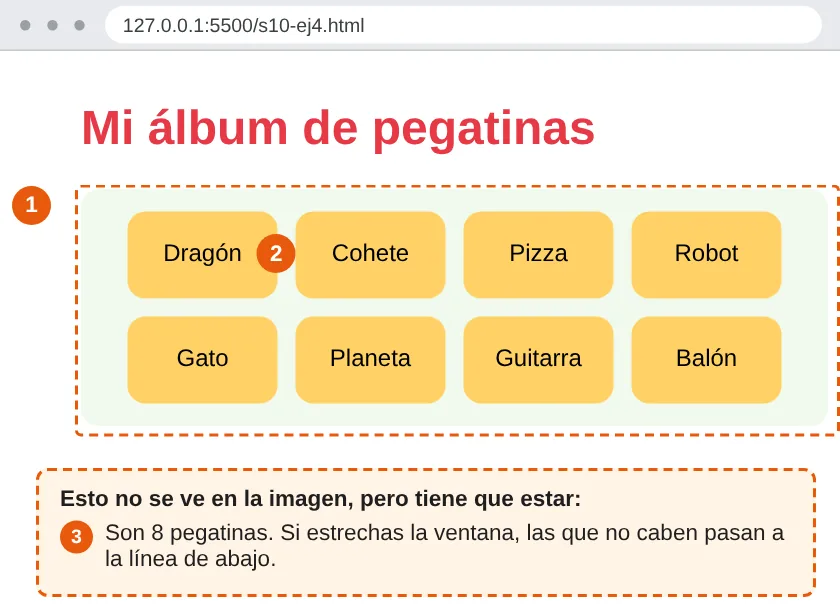 127.0.0.1:5500/s10-ej4.html
Mi álbum de pegatinas
1
Dragón 2 Cohete Pizza Robot
Gato Planeta Guitarra Balón
Esto no se ve en la imagen, pero tiene que estar:
3 Son 8 pegatinas. Si estrechas la ventana, las que no caben pasan a
la línea de abajo.